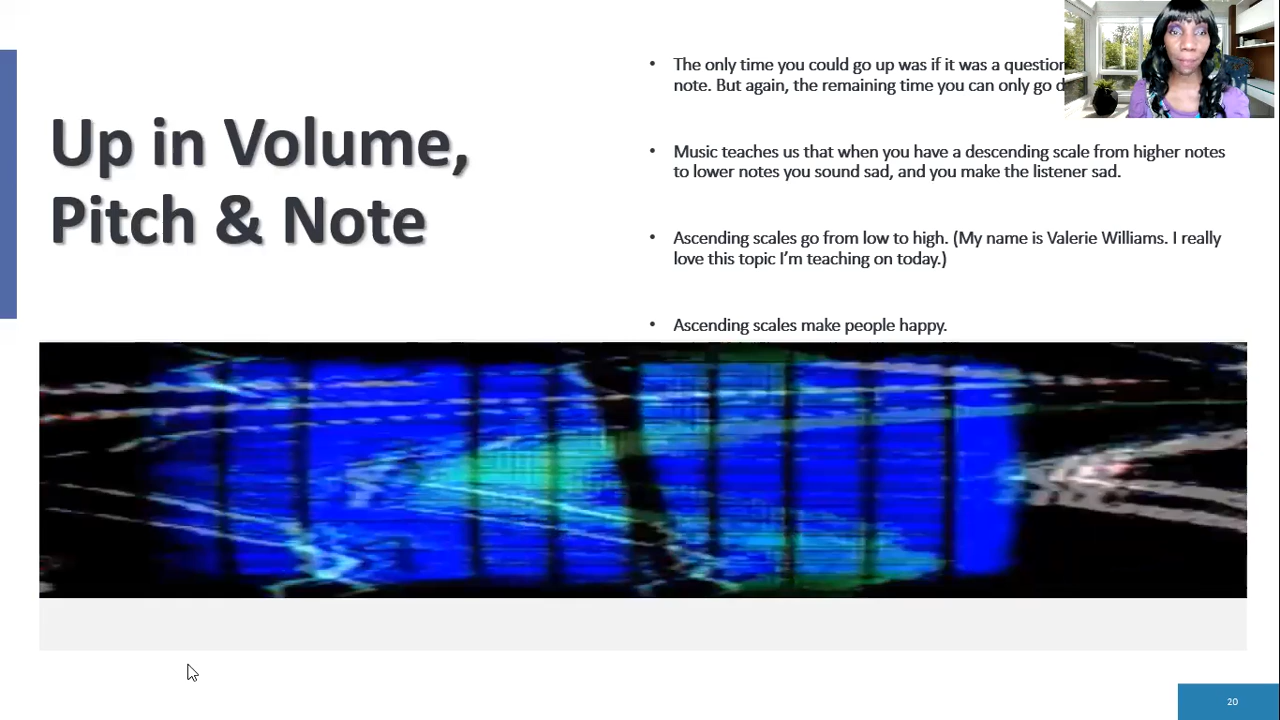 Up in Volume,
Pitch & Note
• The only time you could go up was if it was a question
note. But again, the remaining time you can only go
• Music teaches us that when you have a descending scale from higher notes
to lower notes you sound sad, and you make the listener sad.
• Ascending scales go from low to high. (My name is Valerie Williams. I really
love this topic I’m teaching on today.)
• Ascending scales make people happy.
20